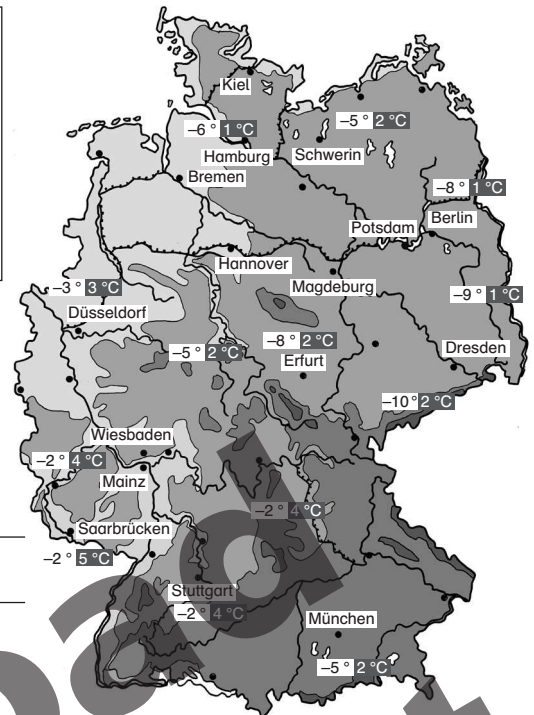 Kiel
–5 ° 2 °C
–6 ° 1 °C
Hamburg
Schwerin
Bremen
–8 ° 1 °C
Berlin
Potsdam
Hannover
Magdeburg
–3 ° 3 °C
–9 ° 1 °C
Düsseldorf
–8 ° 2 °C
–5 ° 2 °C
Erfurt
Dresden
–10 ° 2 °C
Wiesbaden
–2 ° 4 °C
Mainz
–2 ° 4 °C
Saarbrücken
–2 ° 5 °C
Stuttgart
–2 ° 4 °C
München
–5 ° 2 °C